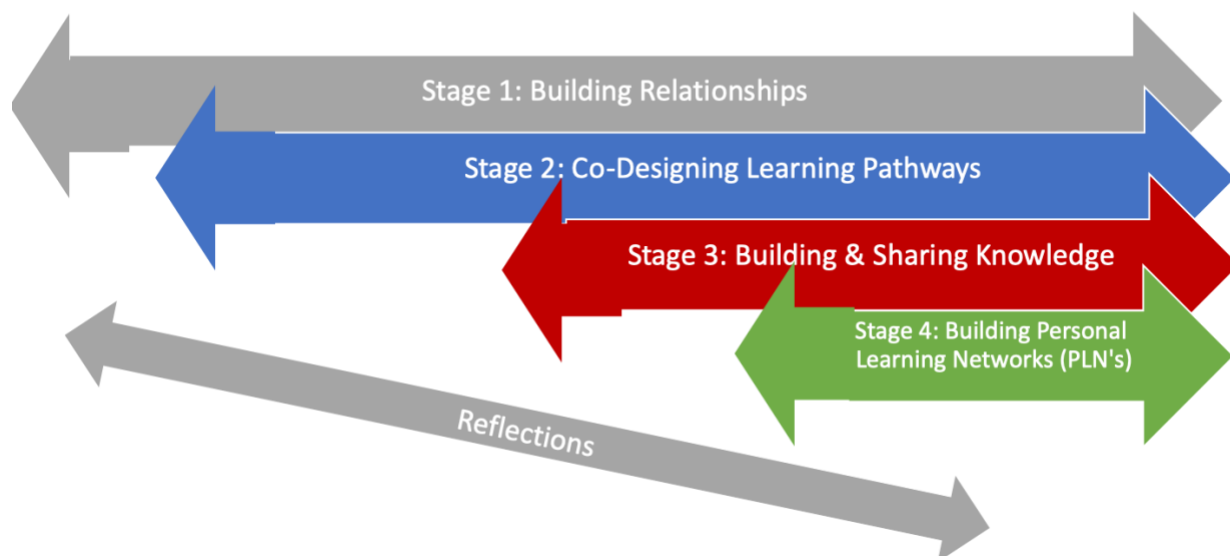 Stage 1: Building Relationships
Stage 2: Co-Designing Learning Pathways
Stage 3: Building & Sharing Knowledge
Stage 4: Building Personal
Learning Networks (PLN's)
Reflections